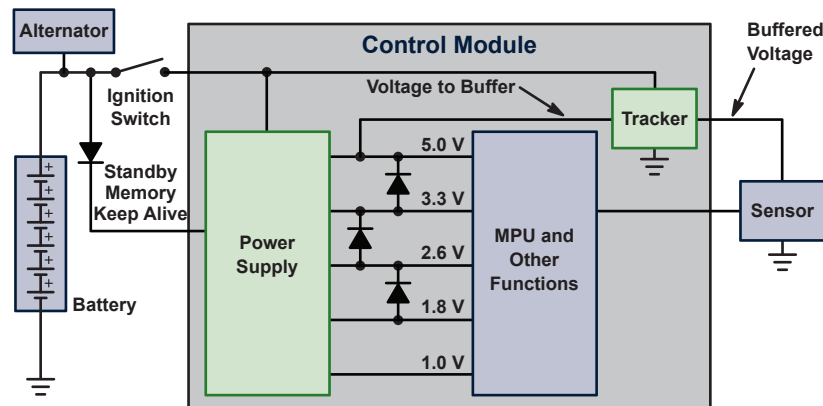 Alternator
Control Module
Buffered
Voltage
Ignition
Switch
Voltage to Buffer
Tracker
Standby
Memory
Keep Alive
5.0 V
3.3 V
2.6 V
1.8 V
1.0 V
Power
Supply
MPU and
Other
Functions
Sensor
Battery
+
+
+
+
+
+